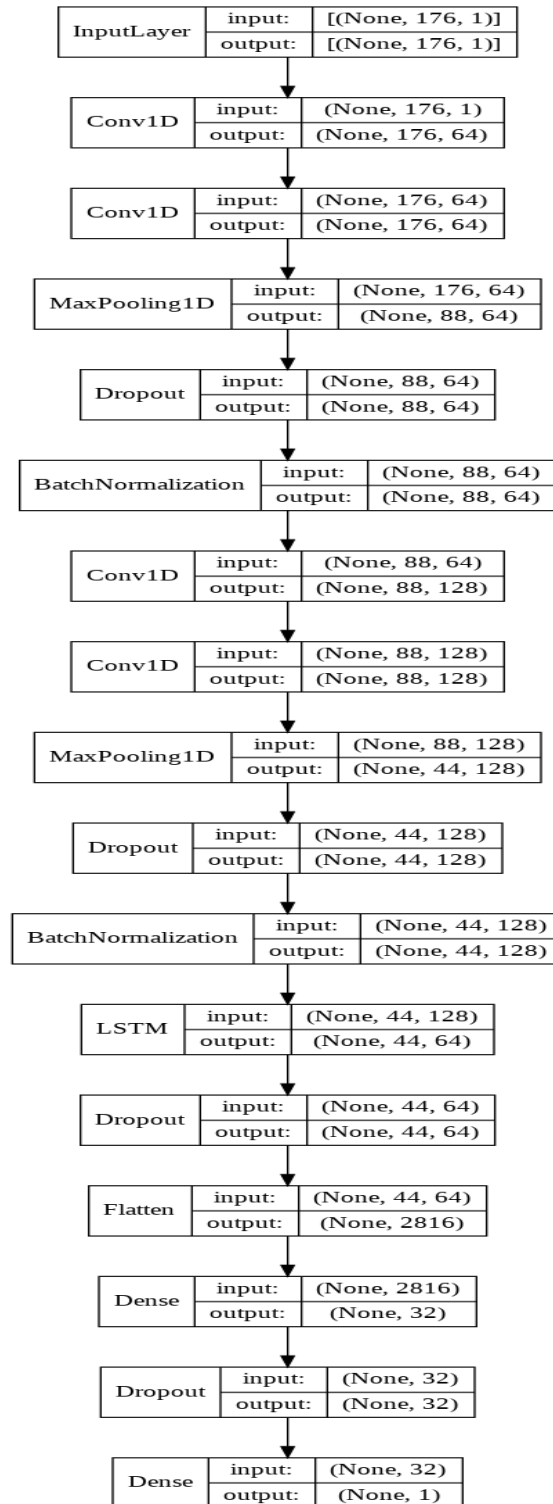 InputLayer
input: [(None, 176, 1)]
output: [(None, 176, 1)]
Conv1D
input: (None, 176, 1)
output: (None, 176, 64)
Conv1D
input: (None, 176, 64)
output: (None, 176, 64)
MaxPooling1D
input: (None, 176, 64)
output: (None, 88, 64)
Dropout
input: (None, 88, 64)
output: (None, 88, 64)
BatchNormalization
input: (None, 88, 64)
output: (None, 88, 64)
Conv1D
input: (None, 88, 64)
output: (None, 88, 128)
Conv1D
input: (None, 88, 128)
output: (None, 88, 128)
MaxPooling1D
input: (None, 88, 128)
output: (None, 44, 128)
Dropout
input: (None, 44, 128)
output: (None, 44, 128)
BatchNormalization
input: (None, 44, 128)
output: (None, 44, 128)
LSTM
input: (None, 44, 128)
output: (None, 44, 64)
Dropout
input: (None, 44, 64)
output: (None, 44, 64)
Flatten
input: (None, 44, 64)
output: (None, 2816)
Dense
input: (None, 2816)
output: (None, 32)
Dropout
input: (None, 32)
output: (None, 32)
Dense
input: (None, 32)
output: (None, 1)